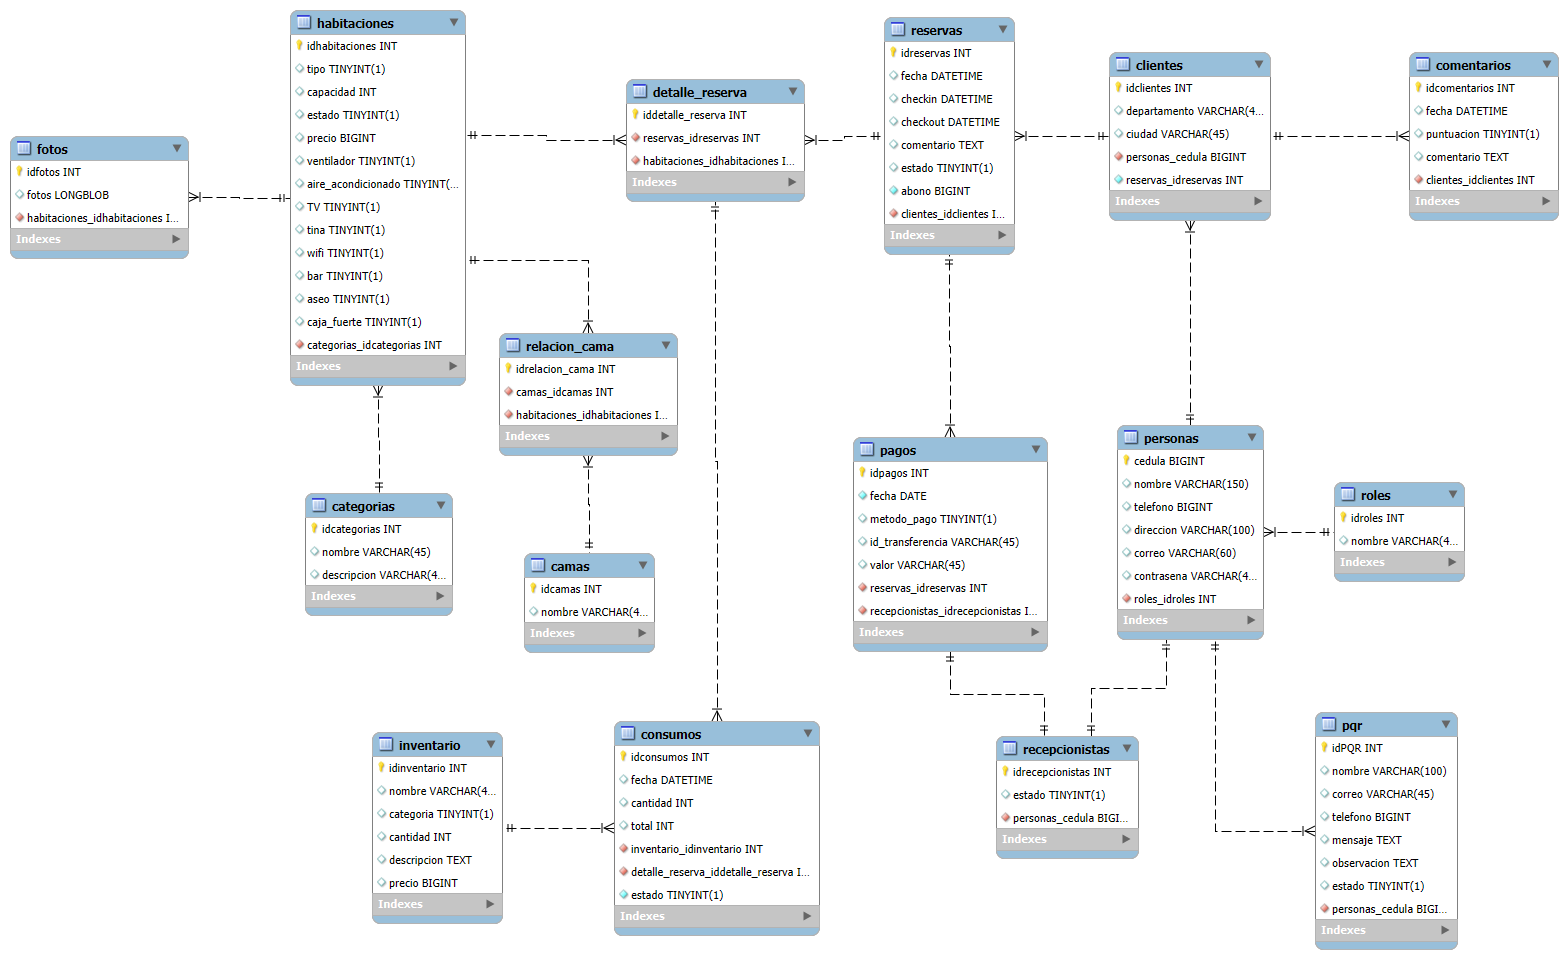 habitaciones
idhabitaciones INT
tipo TINYINT(1)
capacidad INT
estado TINYINT(1)
precio BIGINT
ventilador TINYINT(1)
aire_acondicionado TINYINT(...
TV TINYINT(1)
tina TINYINT(1)
wifi TINYINT(1)
bar TINYINT(1)
aseo TINYINT(1)
caja_fuerte TINYINT(1)
categorias_idcategorias INT
Indexes
fotos
idfotos INT
fotos LONGBLOB
habitaciones_idhabitaciones I...
Indexes
detalle_reserva
iddetalle_reserva INT
reservas_idreservas INT
habitaciones_idhabitaciones I...
Indexes
reservas
idreservas INT
fecha DATETIME
checkin DATETIME
checkout DATETIME
comentario TEXT
estado TINYINT(1)
abono BIGINT
clientes_idclientes I...
Indexes
clientes
idclientes INT
departamento VARCHAR(4...
ciudad VARCHAR(45)
personas_cedula BIGINT
reservas_idreservas INT
Indexes
comentarios
idcomentarios INT
fecha DATETIME
puntuacion TINYINT(1)
comentario TEXT
clientes_idclientes INT
Indexes
relacion_cama
idrelacion_cama INT
camas_idcamas INT
habitaciones_idhabitaciones I...
Indexes
categorias
idcategorias INT
nombre VARCHAR(45)
descripcion VARCHAR(4...
Indexes
camas
idcamas INT
nombre VARCHAR(4...
Indexes
pagos
idpagos INT
fecha DATE
metodo_pago TINYINT(1)
id_transferencia VARCHAR(45)
valor VARCHAR(45)
reservas_idreservas INT
recepcionistas_idrecepcionistas I...
Indexes
personas
cedula BIGINT
nombre VARCHAR(150)
telefono BIGINT
direccion VARCHAR(100)
correo VARCHAR(60)
contrasena VARCHAR(4...
roles_idroles INT
Indexes
roles
idroles INT
nombre VARCHAR(4...
Indexes
inventario
idinventario INT
nombre VARCHAR(4...
categoria TINYINT(1)
cantidad INT
descripcion TEXT
precio BIGINT
Indexes
consumos
idconsumos INT
fecha DATETIME
cantidad INT
total INT
inventario_idinventario INT
detalle_reserva_iddetalle_reserva I...
estado TINYINT(1)
Indexes
recepcionistas
idrecepcionistas INT
estado TINYINT(1)
personas_cedula BIGI...
Indexes
pqr
idPQR INT
nombre VARCHAR(100)
correo VARCHAR(45)
telefono BIGINT
mensaje TEXT
observacion TEXT
estado TINYINT(1)
personas_cedula BIGI...
Indexes